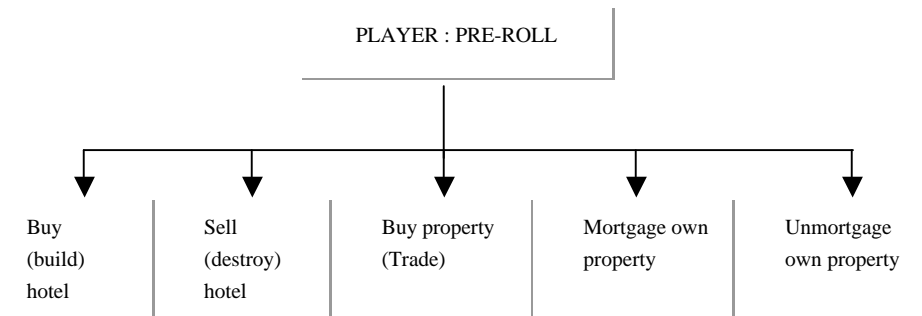 PLAYER : PRE-ROLL
Buy
(build)
hotel
Sell
(destroy)
hotel
Buy property
(Trade)
Mortgage own
property
Unmortgage
own property